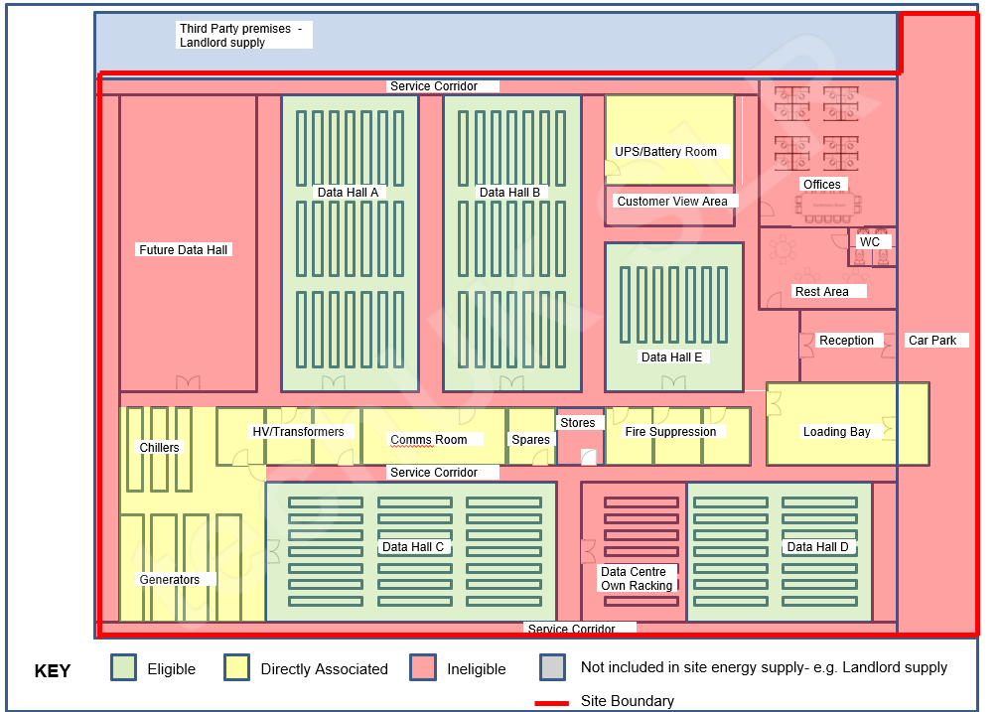 Third Party premises -
Landlord supply
Service Corridor
UPS/Battery Room
Offices
Data Hall A
Data Hall B
Customer View Area
Future Data Hall
WC
Rest Area
Reception
Car Park
Data Hall E
Stores
HV/Transformers
Comms Room
Spares
Fire Suppression
Loading Bay
Chillers
Service Corridor
Data Hall C
Data Hall D
Data Centre
Own Racking
Generators
Service Corridor
KEY
Eligible
Directly Associated
Ineligible
Not included in site energy supply- e.g. Landlord supply
Site Boundary